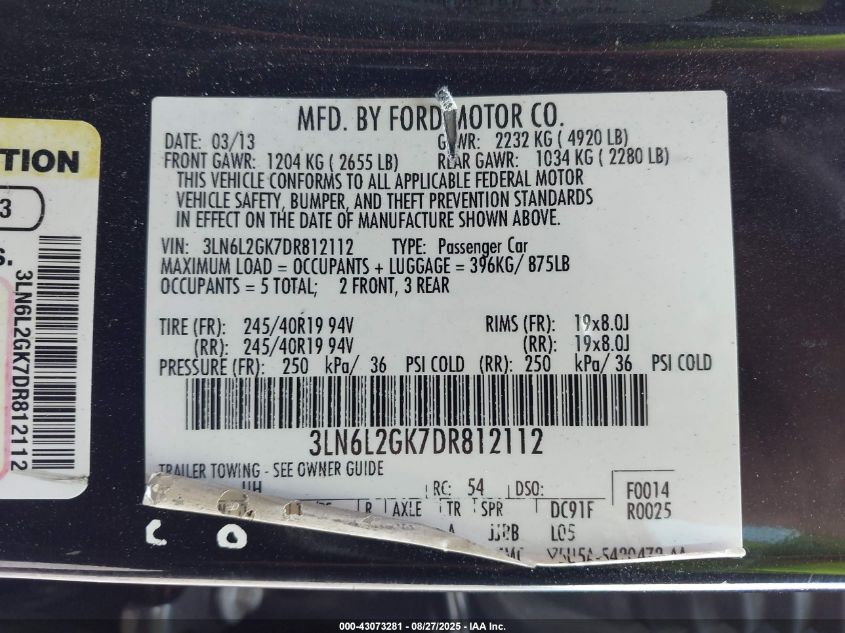 TION
3
S.
3LN6L2GK7DR812112
MFD. BY FORD MOTOR CO.
DATE: 03/13 GVWR: 2232 KG ( 4920 LB)
FRONT GAWR: 1204 KG ( 2655 LB) REAR GAWR: 1034 KG ( 2280 LB)
THIS VEHICLE CONFORMS TO ALL APPLICABLE FEDERAL MOTOR
VEHICLE SAFETY, BUMPER, AND THEFT PREVENTION STANDARDS
IN EFFECT ON THE DATE OF MANUFACTURE SHOWN ABOVE.
VIN: 3LN6L2GK7DR812112 TYPE: Passenger Car
MAXIMUM LOAD = OCCUPANTS + LUGGAGE = 396KG/ 875LB
OCCUPANTS = 5 TOTAL; 2 FRONT, 3 REAR
TIRE (FR): 245/40R19 94V RIMS (FR): 19x8.0J
(RR): 245/40R19 94V (RR): 19x8.0J
PRESSURE (FR): 250 kPa/ 36 PSI COLD (RR): 250 kPa/ 36 PSI COLD
3LN6L2GK7DR812112
TRAILER TOWING - SEE OWNER GUIDE
UH RC: 54 DSO: F0014
R AXLE TR SPR DC91F R0025
A JJRB L05
C O
000-43073281 - 08/27/2025 - IAA Inc.